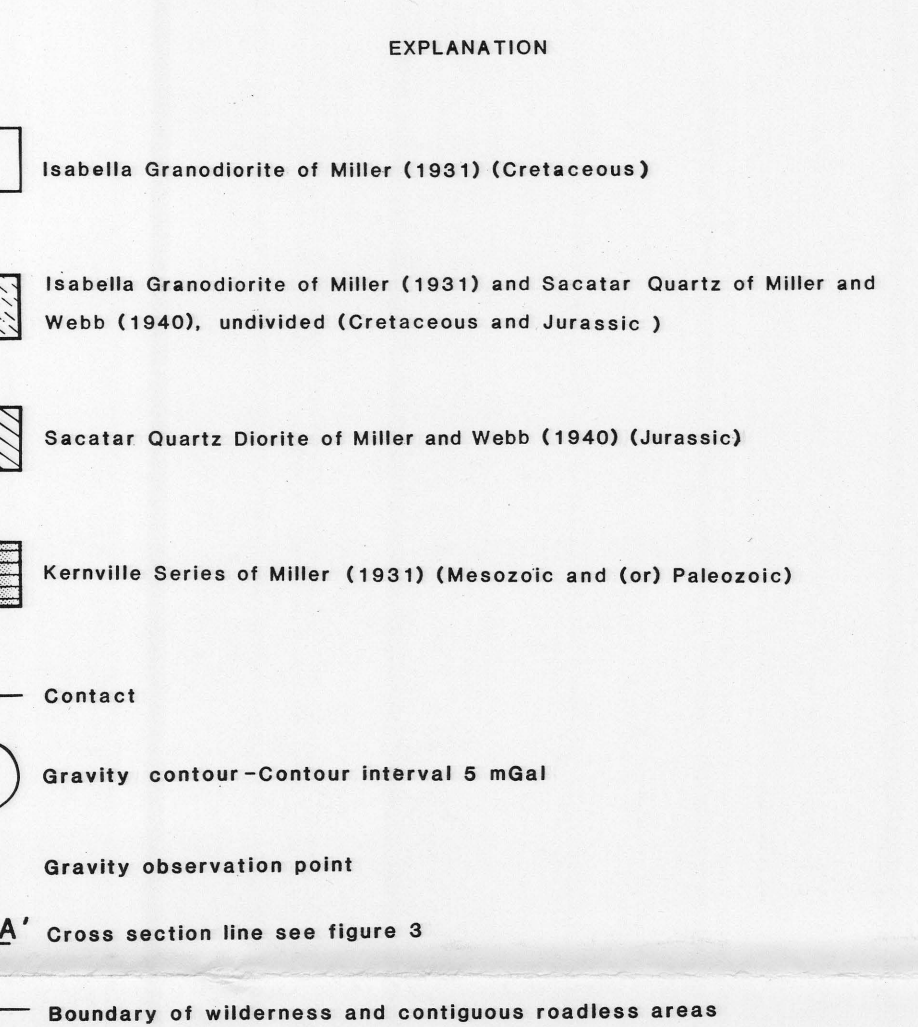 EXPLANATION
Isabella Granodiorite of Miller (1931) (Cretaceous)
Isabella Granodiorite of Miller (1931) and Sacatar Quartz of Miller and
Webb (1940), undivided (Cretaceous and Jurassic )
Sacatar Quartz Diorite of Miller and Webb (1940) (Jurassic)
Kernville Series of Miller (1931) (Mesozoic and (or) Paleozoic)
Contact
Gravity contour-Contour interval 5 mGal
Gravity observation point
A' Cross section line see figure 3
Boundary of wilderness and contiguous roadless areas